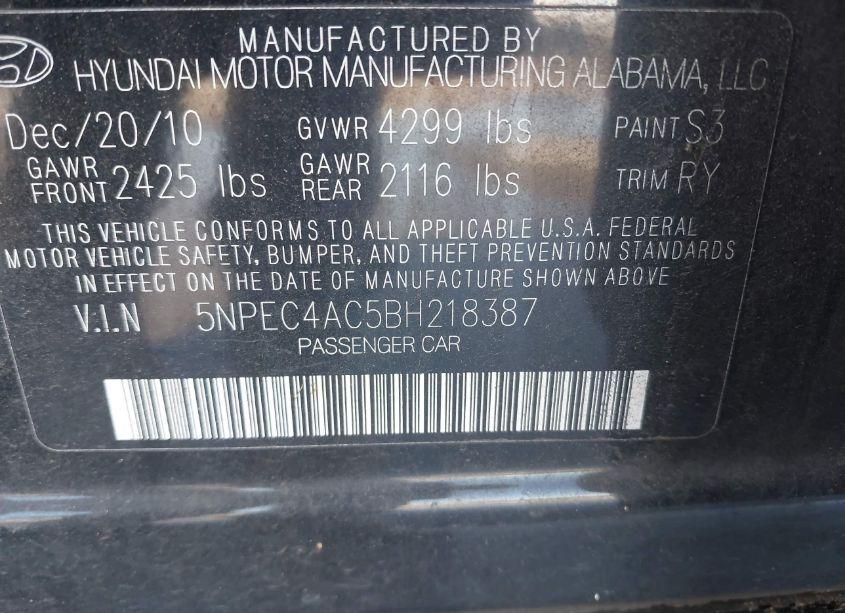 MANUFACTURED BY
HYUNDAI MOTOR MANUFACTURING ALABAMA, LLC
Dec/20/10 GVWR 4299 lbs PAINT S3
GAWR FRONT 2425 lbs GAWR REAR 2116 lbs TRIM RY
THIS VEHICLE CONFORMS TO ALL APPLICABLE U.S.A. FEDERAL
MOTOR VEHICLE SAFETY, BUMPER, AND THEFT PREVENTION STANDARDS
IN EFFECT ON THE DATE OF MANUFACTURE SHOWN ABOVE
V.I.N 5NPEC4AC5BH218387
PASSENGER CAR